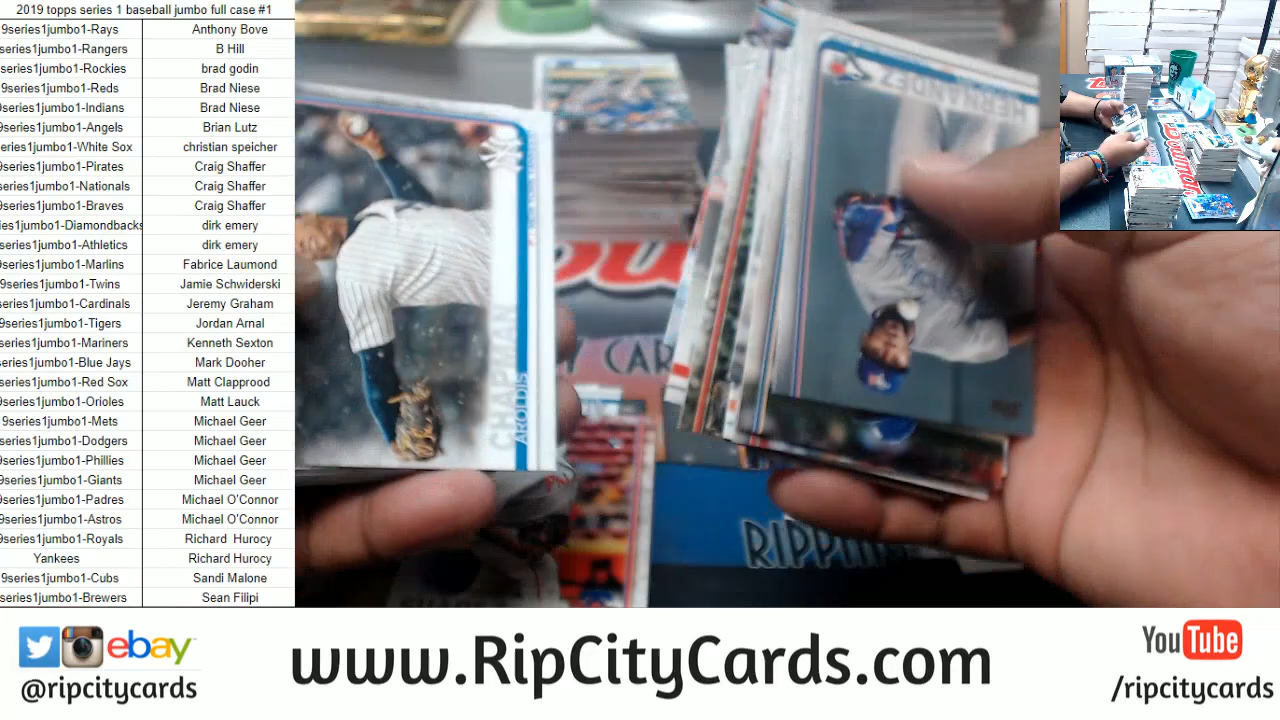 2019 topps series 1 baseball jumbo full case #1
9series1jumbo1-Rays Anthony Bove
series1jumbo1-Rangers B Hill
series1jumbo1-Rockies brad godin
9series1jumbo1-Reds Brad Niese
9series1jumbo1-Indians Brad Niese
9series1jumbo1-Angels Brian Lutz
eries1jumbo1-White Sox christian speicher
9series1jumbo1-Pirates Craig Shaffer
series1jumbo1-Nationals Craig Shaffer
9series1jumbo1-Braves Craig Shaffer
ies1jumbo1-Diamondbacks dirk emery
series1jumbo1-Athletics dirk emery
9series1jumbo1-Marlins Fabrice Laumond
9series1jumbo1-Twins Jamie Schwiderski
series1jumbo1-Cardinals Jeremy Graham
9series1jumbo1-Tigers Jordan Arnal
series1jumbo1-Mariners Kenneth Sexton
series1jumbo1-Blue Jays Mark Dooher
series1jumbo1-Red Sox Matt Clapprood
series1jumbo1-Orioles Matt Lauck
9series1jumbo1-Mets Michael Geer
series1jumbo1-Dodgers Michael Geer
series1jumbo1-Phillies Michael Geer
9series1jumbo1-Giants Michael Geer
series1jumbo1-Padres Michael O'Connor
9series1jumbo1-Astros Michael O'Connor
9series1jumbo1-Royals Richard Hurocy
Yankees Richard Hurocy
9series1jumbo1-Cubs Sandi Malone
series1jumbo1-Brewers Sean Filipi
HERNANDEZ
CHAPMAN
AROLDIS
Y CAR
RIPPI
Bowman
ebay
@ripcitycards
www.RipCityCards.com
YouTube
/ripcitycards